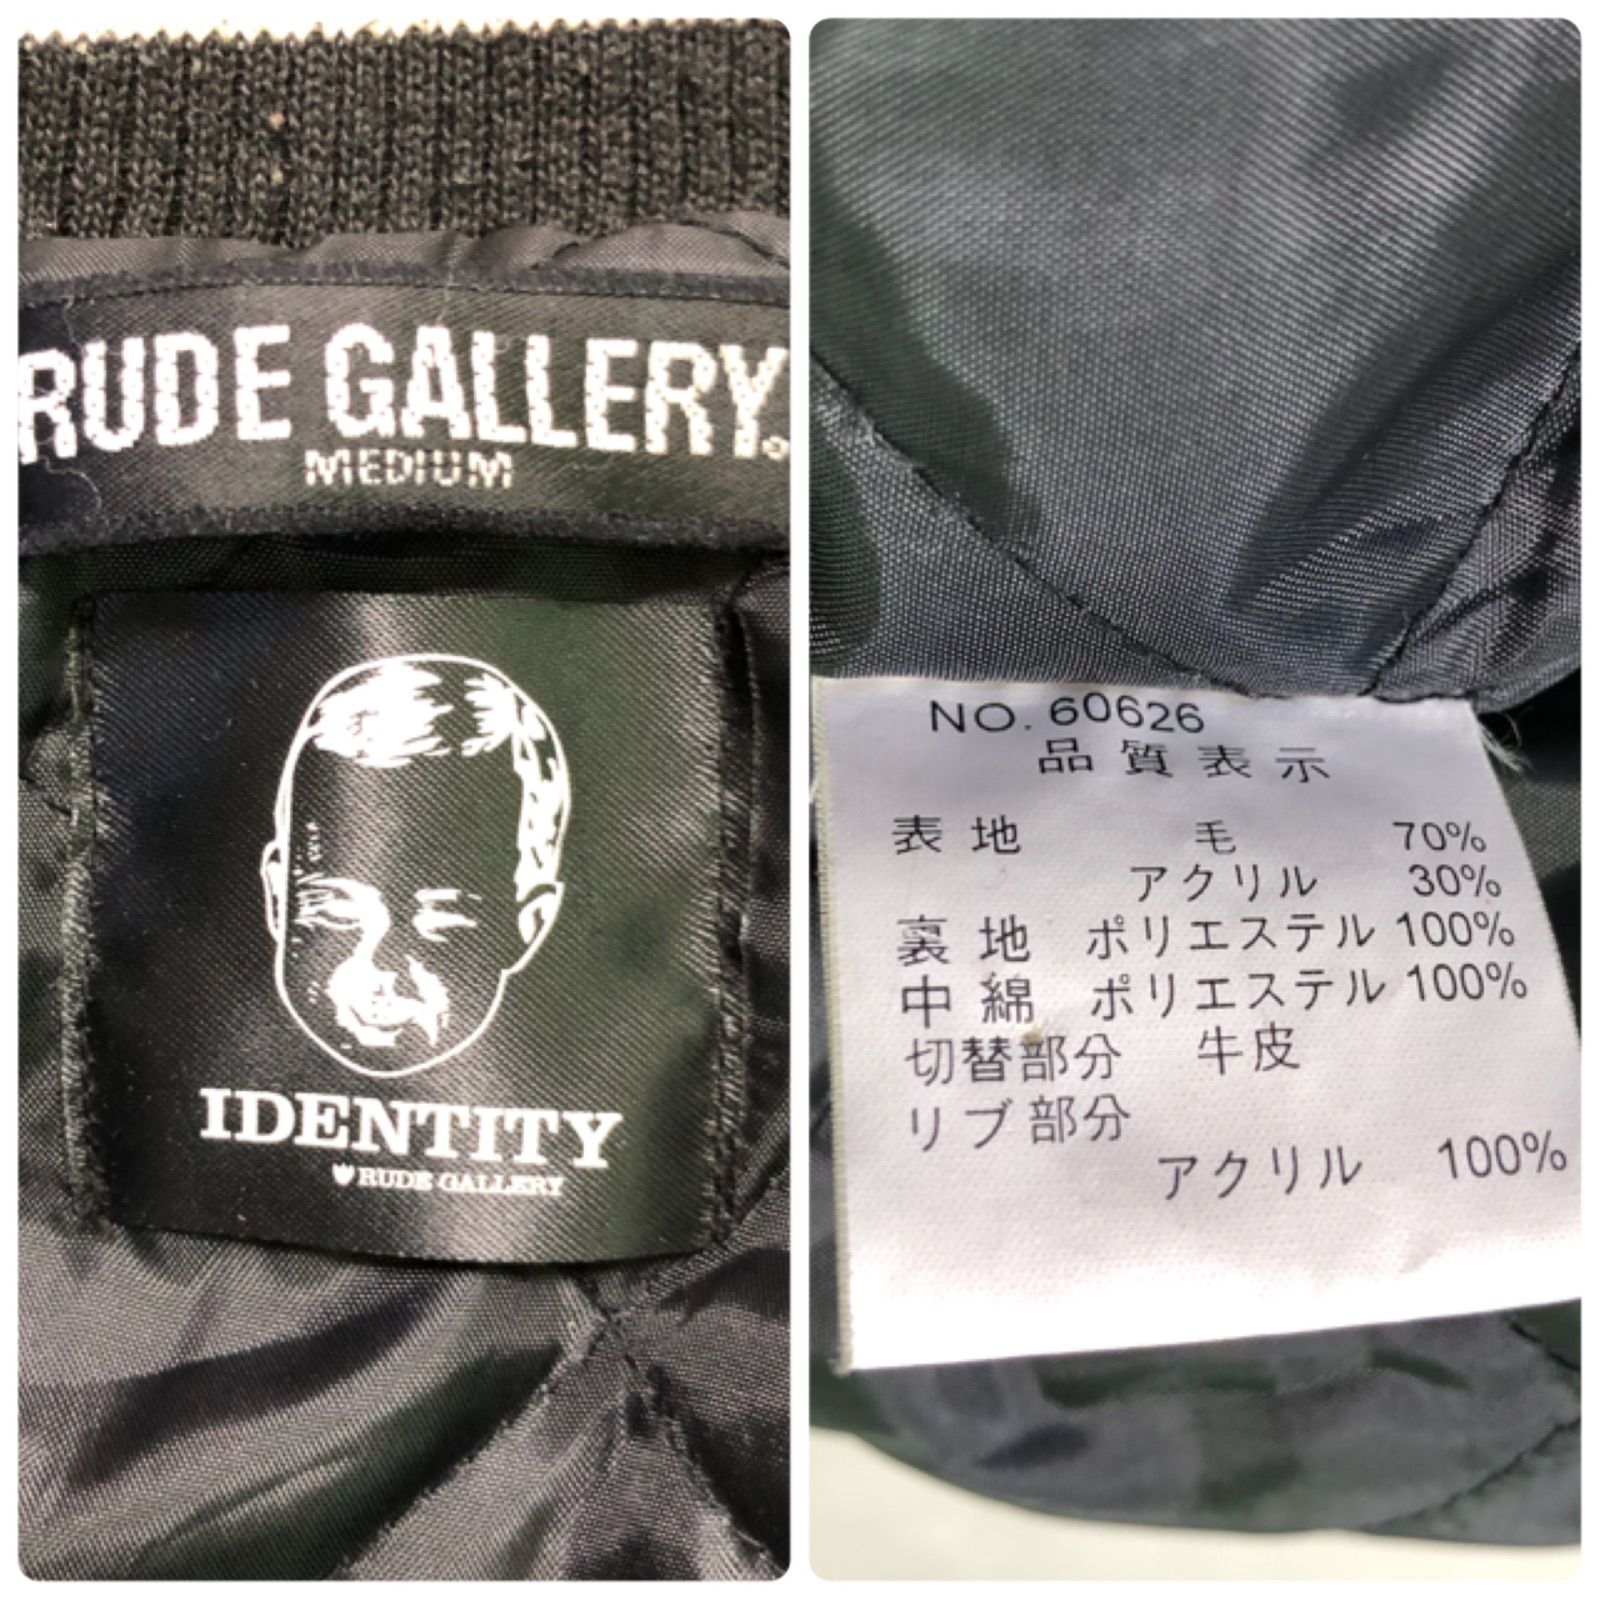 RUDE GALLERY
MEDIUM
IDENTITY
RUDE GALLERY
NO. 60626
品質表示
表地 毛 70%
アクリル 30%
裏地 ポリエステル 100%
中綿 ポリエステル 100%
切替部分 牛皮
リブ部分
アクリル 100%